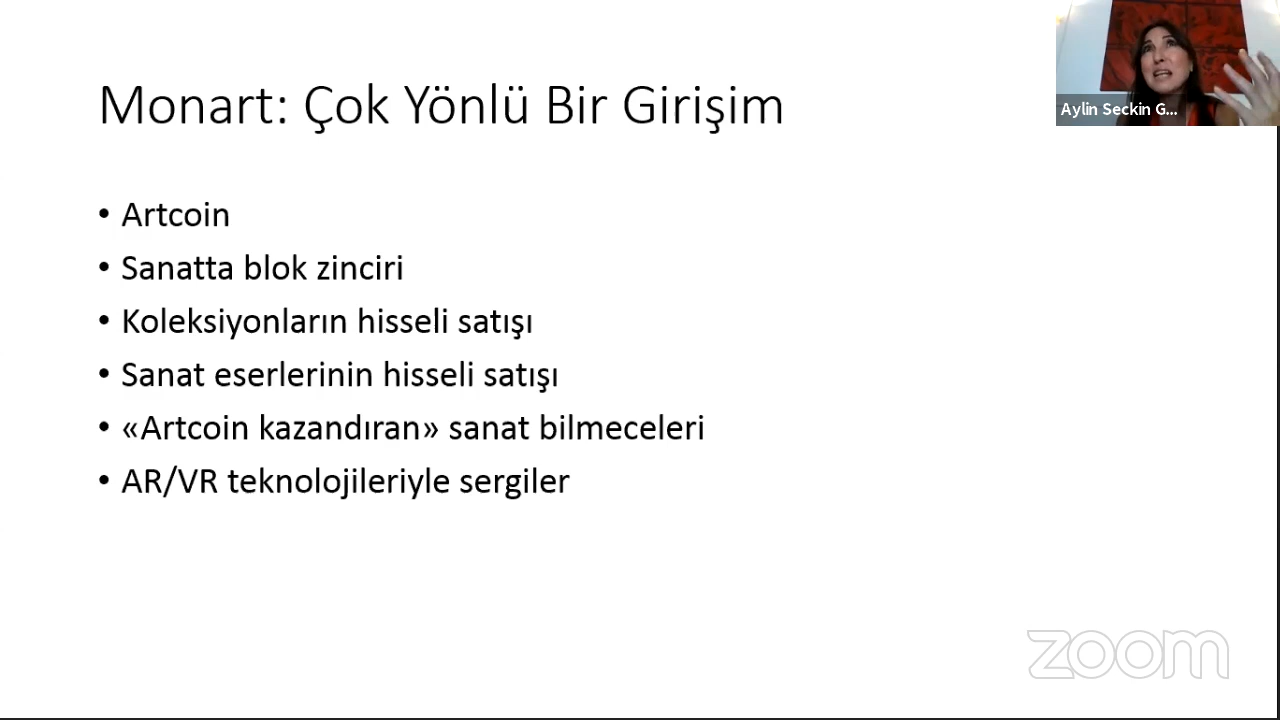 Monart: Çok Yönlü Bir Girişim
Aylin Seckin G...
• Artcoin
• Sanatta blok zinciri
• Koleksiyonların hisseli satışı
• Sanat eserlerinin hisseli satışı
• «Artcoin kazandıran» sanat bilmeceleri
• AR/VR teknolojileriyle sergiler
zoom